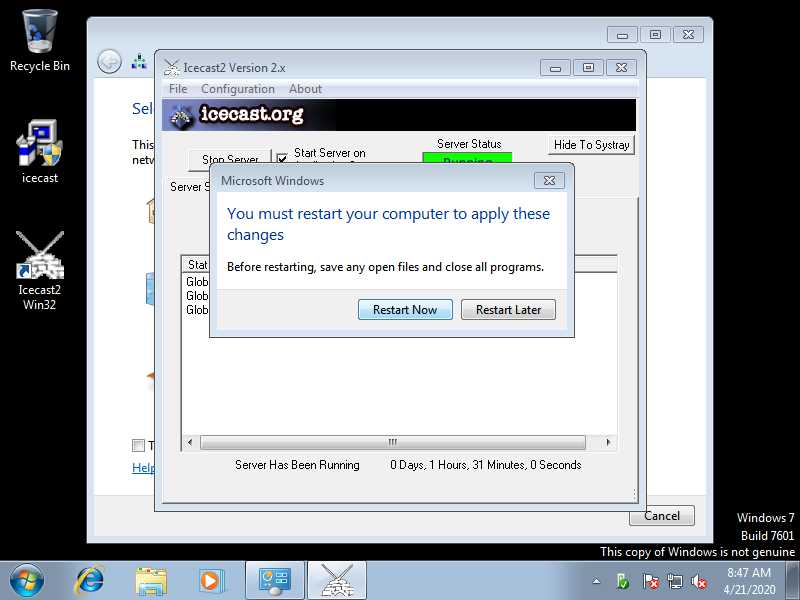 Recycle Bin
icecast
Icecast2
Win32
Sel
This
netw
T
Help
Cancel
Icecast2 Version 2.x
File Configuration About
icecast.org
Stop Server
Start Server on
Server Status
Running
Hide To Systray
Server S
Stat
Glob
Glob
Glob
Server Has Been Running 0 Days, 1 Hours, 31 Minutes, 0 Seconds
Microsoft Windows
You must restart your computer to apply these
changes
Before restarting, save any open files and close all programs.
Restart Now Restart Later
Windows 7
Build 7601
This copy of Windows is not genuine
8:47 AM
4/21/2020